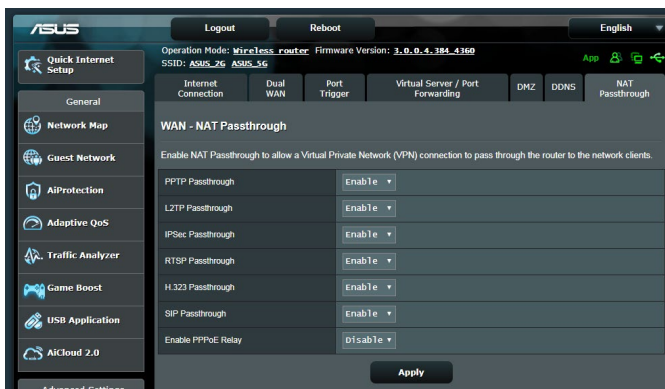 ASUS Logout Reboot English
Operation Mode: Wireless router Firmware Version: 3.0.0.4.384_4360
SSID: ASUS_2G ASUS_5G
App
Quick Internet
Setup
General
Network Map
Guest Network
AiProtection
Adaptive QoS
Traffic Analyzer
Game Boost
USB Application
AiCloud 2.0
Advanced Settings
Internet
Connection
Dual
WAN
Port
Trigger
Virtual Server / Port
Forwarding
DMZ
DDNS
NAT
Passthrough
WAN - NAT Passthrough
Enable NAT Passthrough to allow a Virtual Private Network (VPN) connection to pass through the router to the network clients.
PPTP Passthrough Enable
L2TP Passthrough Enable
IPSec Passthrough Enable
RTSP Passthrough Enable
H.323 Passthrough Enable
SIP Passthrough Enable
Enable PPPoE Relay Disable
Apply